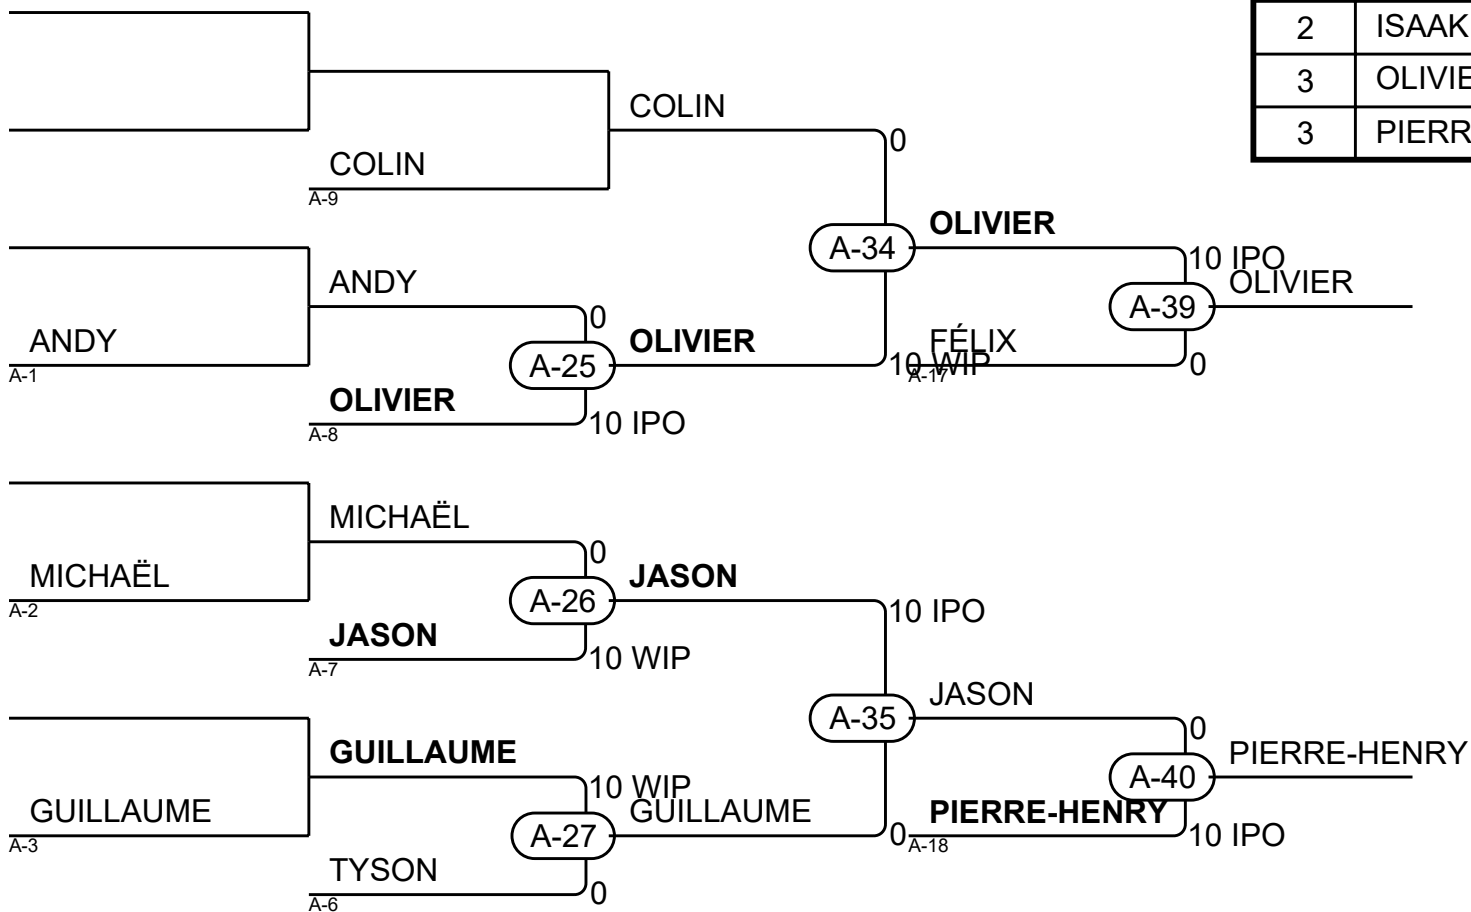 2 ISAAK
3 OLIVIE
3 PIERR
COLIN
0
COLIN
A-9
OLIVIER
A-34
10 IPO
ANDY
OLIVIER
0
A-39
ANDY
OLIVIER
FÉLIX
A-25
10 WIP
0
A-1
A-17
OLIVIER
10 IPO
A-8
MICHAËL
0
MICHAËL
JASON
A-26
10 IPO
A-2
JASON
10 WIP
A-7
JASON
A-35
0
GUILLAUME
PIERRE-HENRY
A-40
10 WIP
GUILLAUME
GUILLAUME
PIERRE-HENRY
A-27
0
10 IPO
A-3
A-18
TYSON
0
A-6